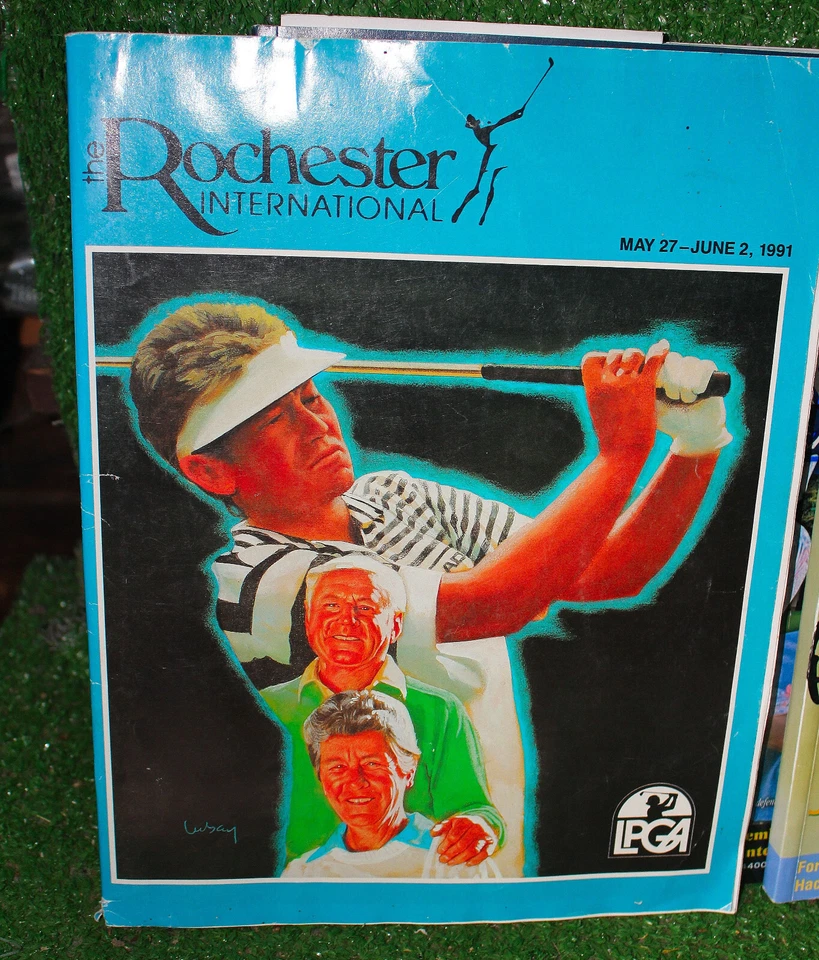 the Rochester
INTERNATIONAL
MAY 27–JUNE 2, 1991
LPGA